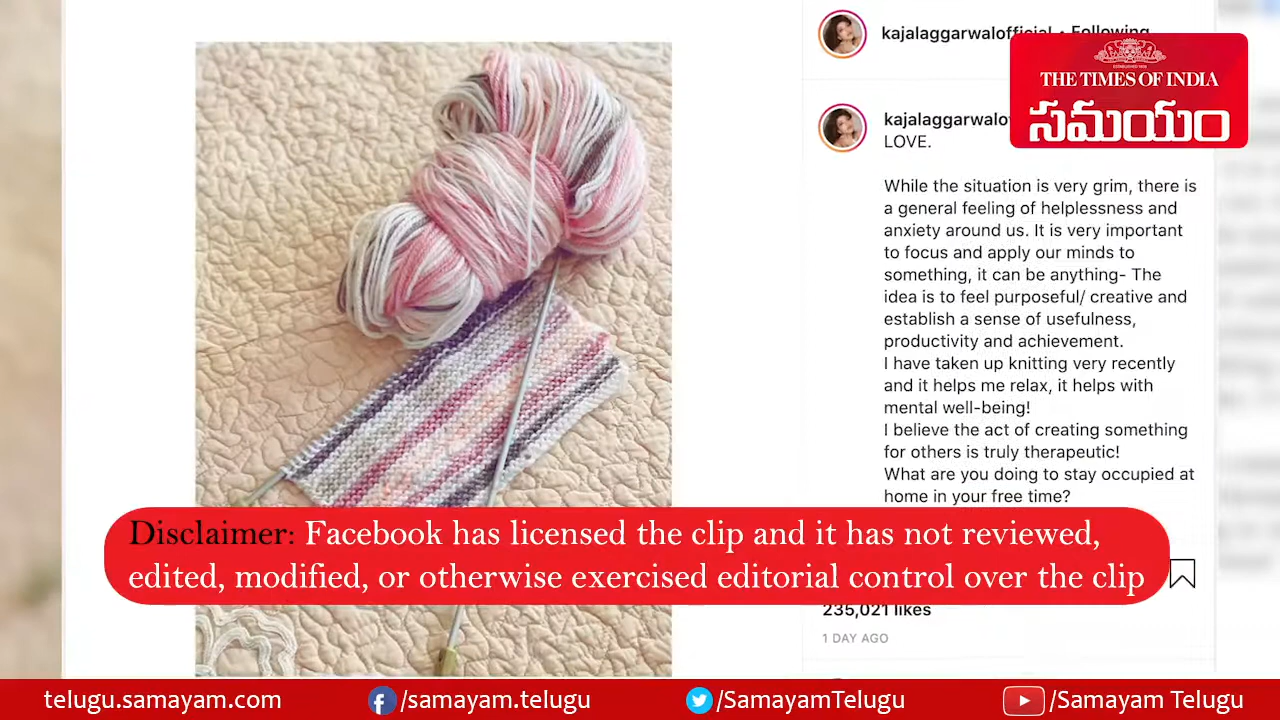 kajalaggarwalofficial • Following
THE TIMES OF INDIA
సమయం
kajalaggarwalo
LOVE.
While the situation is very grim, there is
a general feeling of helplessness and
anxiety around us. It is very important
to focus and apply our minds to
something, it can be anything- The
idea is to feel purposeful/ creative and
establish a sense of usefulness,
productivity and achievement.
I have taken up knitting very recently
and it helps me relax, it helps with
mental well-being!
I believe the act of creating something
for others is truly therapeutic!
What are you doing to stay occupied at
home in your free time?
Disclaimer: Facebook has licensed the clip and it has not reviewed,
edited, modified, or otherwise exercised editorial control over the clip
235,021 likes
1 DAY AGO
telugu.samayam.com
/samayam.telugu
/SamayamTelugu
/Samayam Telugu